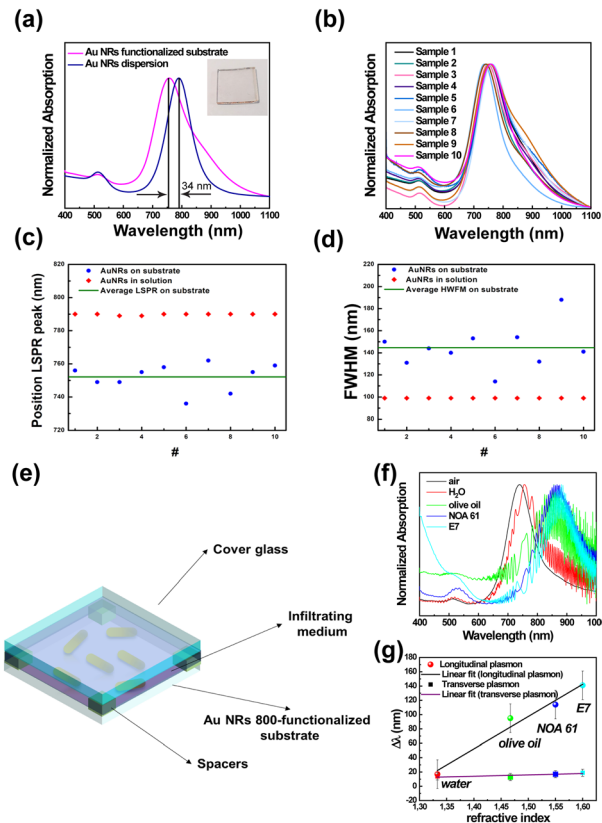 (a)
Normalized Absorption
Au NRs functionalized substrate
Au NRs dispersion
34 nm
400 500 600 700 800 900 1000 1100
Wavelength (nm)
(b)
Normalized Absorption
Sample 1
Sample 2
Sample 3
Sample 4
Sample 5
Sample 6
Sample 7
Sample 8
Sample 9
Sample 10
400 500 600 700 800 900 1000 1100
Wavelength (nm)
(c)
Position LSPR peak (nm)
AuNRs on substrate
AuNRs in solution
Average LSPR on substrate
820
800
780
760
740
720
2 4 6 8 10
#
(d)
FWHM (nm)
AuNRs on substrate
AuNRs in solution
Average HWFM on substrate
220
200
180
160
140
120
100
80
2 4 6 8 10
#
(e)
Cover glass
Infiltrating
medium
Au NRs 800-functionalized
substrate
Spacers
(f)
Normalized Absorption
air
H₂O
olive oil
NOA 61
E7
400 500 600 700 800 900 100
Wavelength (nm)
(g)
Δλ (nm)
Longitudinal plasmon
Linear fit (longitudinal plasmon)
Transverse plasmon
Linear fit (transverse plasmon)
160
140
120
100
80
60
40
20
0
-20
E7
NOA 61
olive oil
water
1,30 1,35 1,40 1,45 1,50 1,55 1,60
refractive index